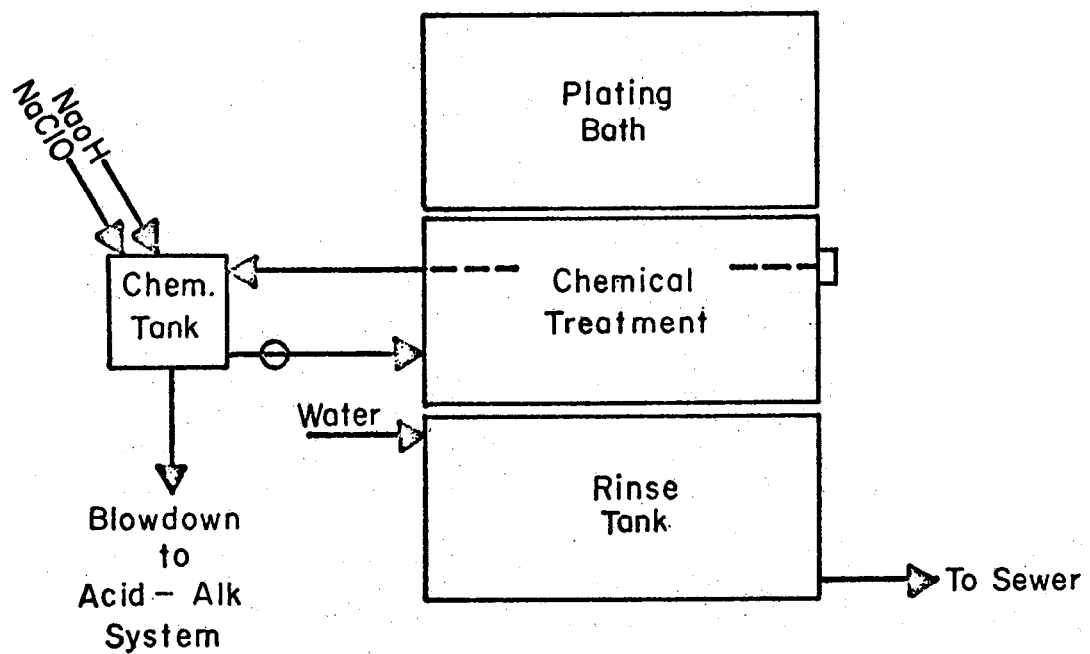 Plating
Bath
NaOH
NaClO
Chem.
Tank
Chemical
Treatment
Water
Rinse
Tank
Blowdown
to
Acid - Alk
System
To Sewer